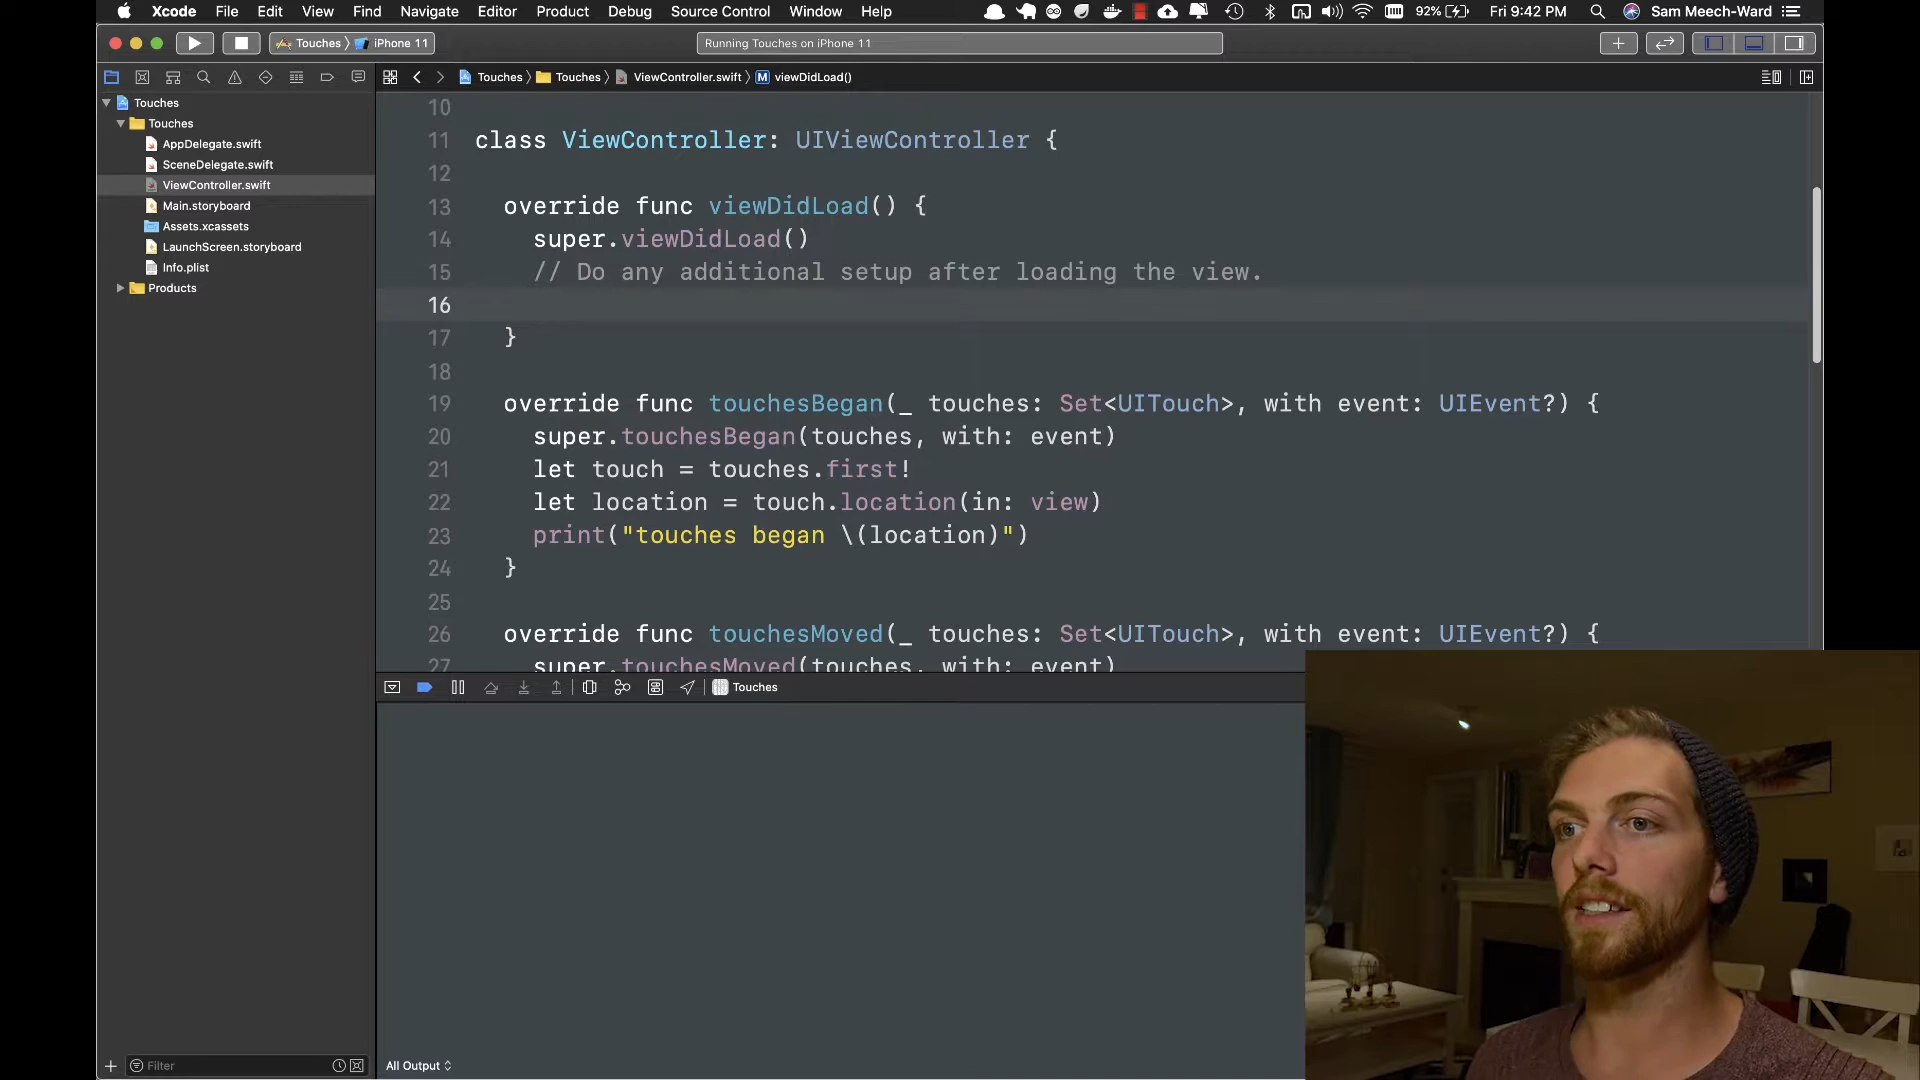 Xcode File Edit View Find Navigate Editor Product Debug Source Control Window Help 92% Fri 9:42 PM Sam Meech-Ward
Touches iPhone 11
Running Touches on iPhone 11
Touches Touches ViewController.swift M viewDidLoad()
Touches
Touches
AppDelegate.swift
SceneDelegate.swift
ViewController.swift
Main.storyboard
Assets.xcassets
LaunchScreen.storyboard
Info.plist
Products
Filter
10
11 class ViewController: UIViewController {
12
13 override func viewDidLoad() {
14 super.viewDidLoad()
15 // Do any additional setup after loading the view.
16
17 }
18
19 override func touchesBegan(_ touches: Set<UITouch>, with event: UIEvent?) {
20 super.touchesBegan(touches, with: event)
21 let touch = touches.first!
22 let location = touch.location(in: view)
23 print("touches began \(location)")
24 }
25
26 override func touchesMoved(_ touches: Set<UITouch>, with event: UIEvent?) {
27 super.touchesMoved(touches, with: event)
Touches
All Output